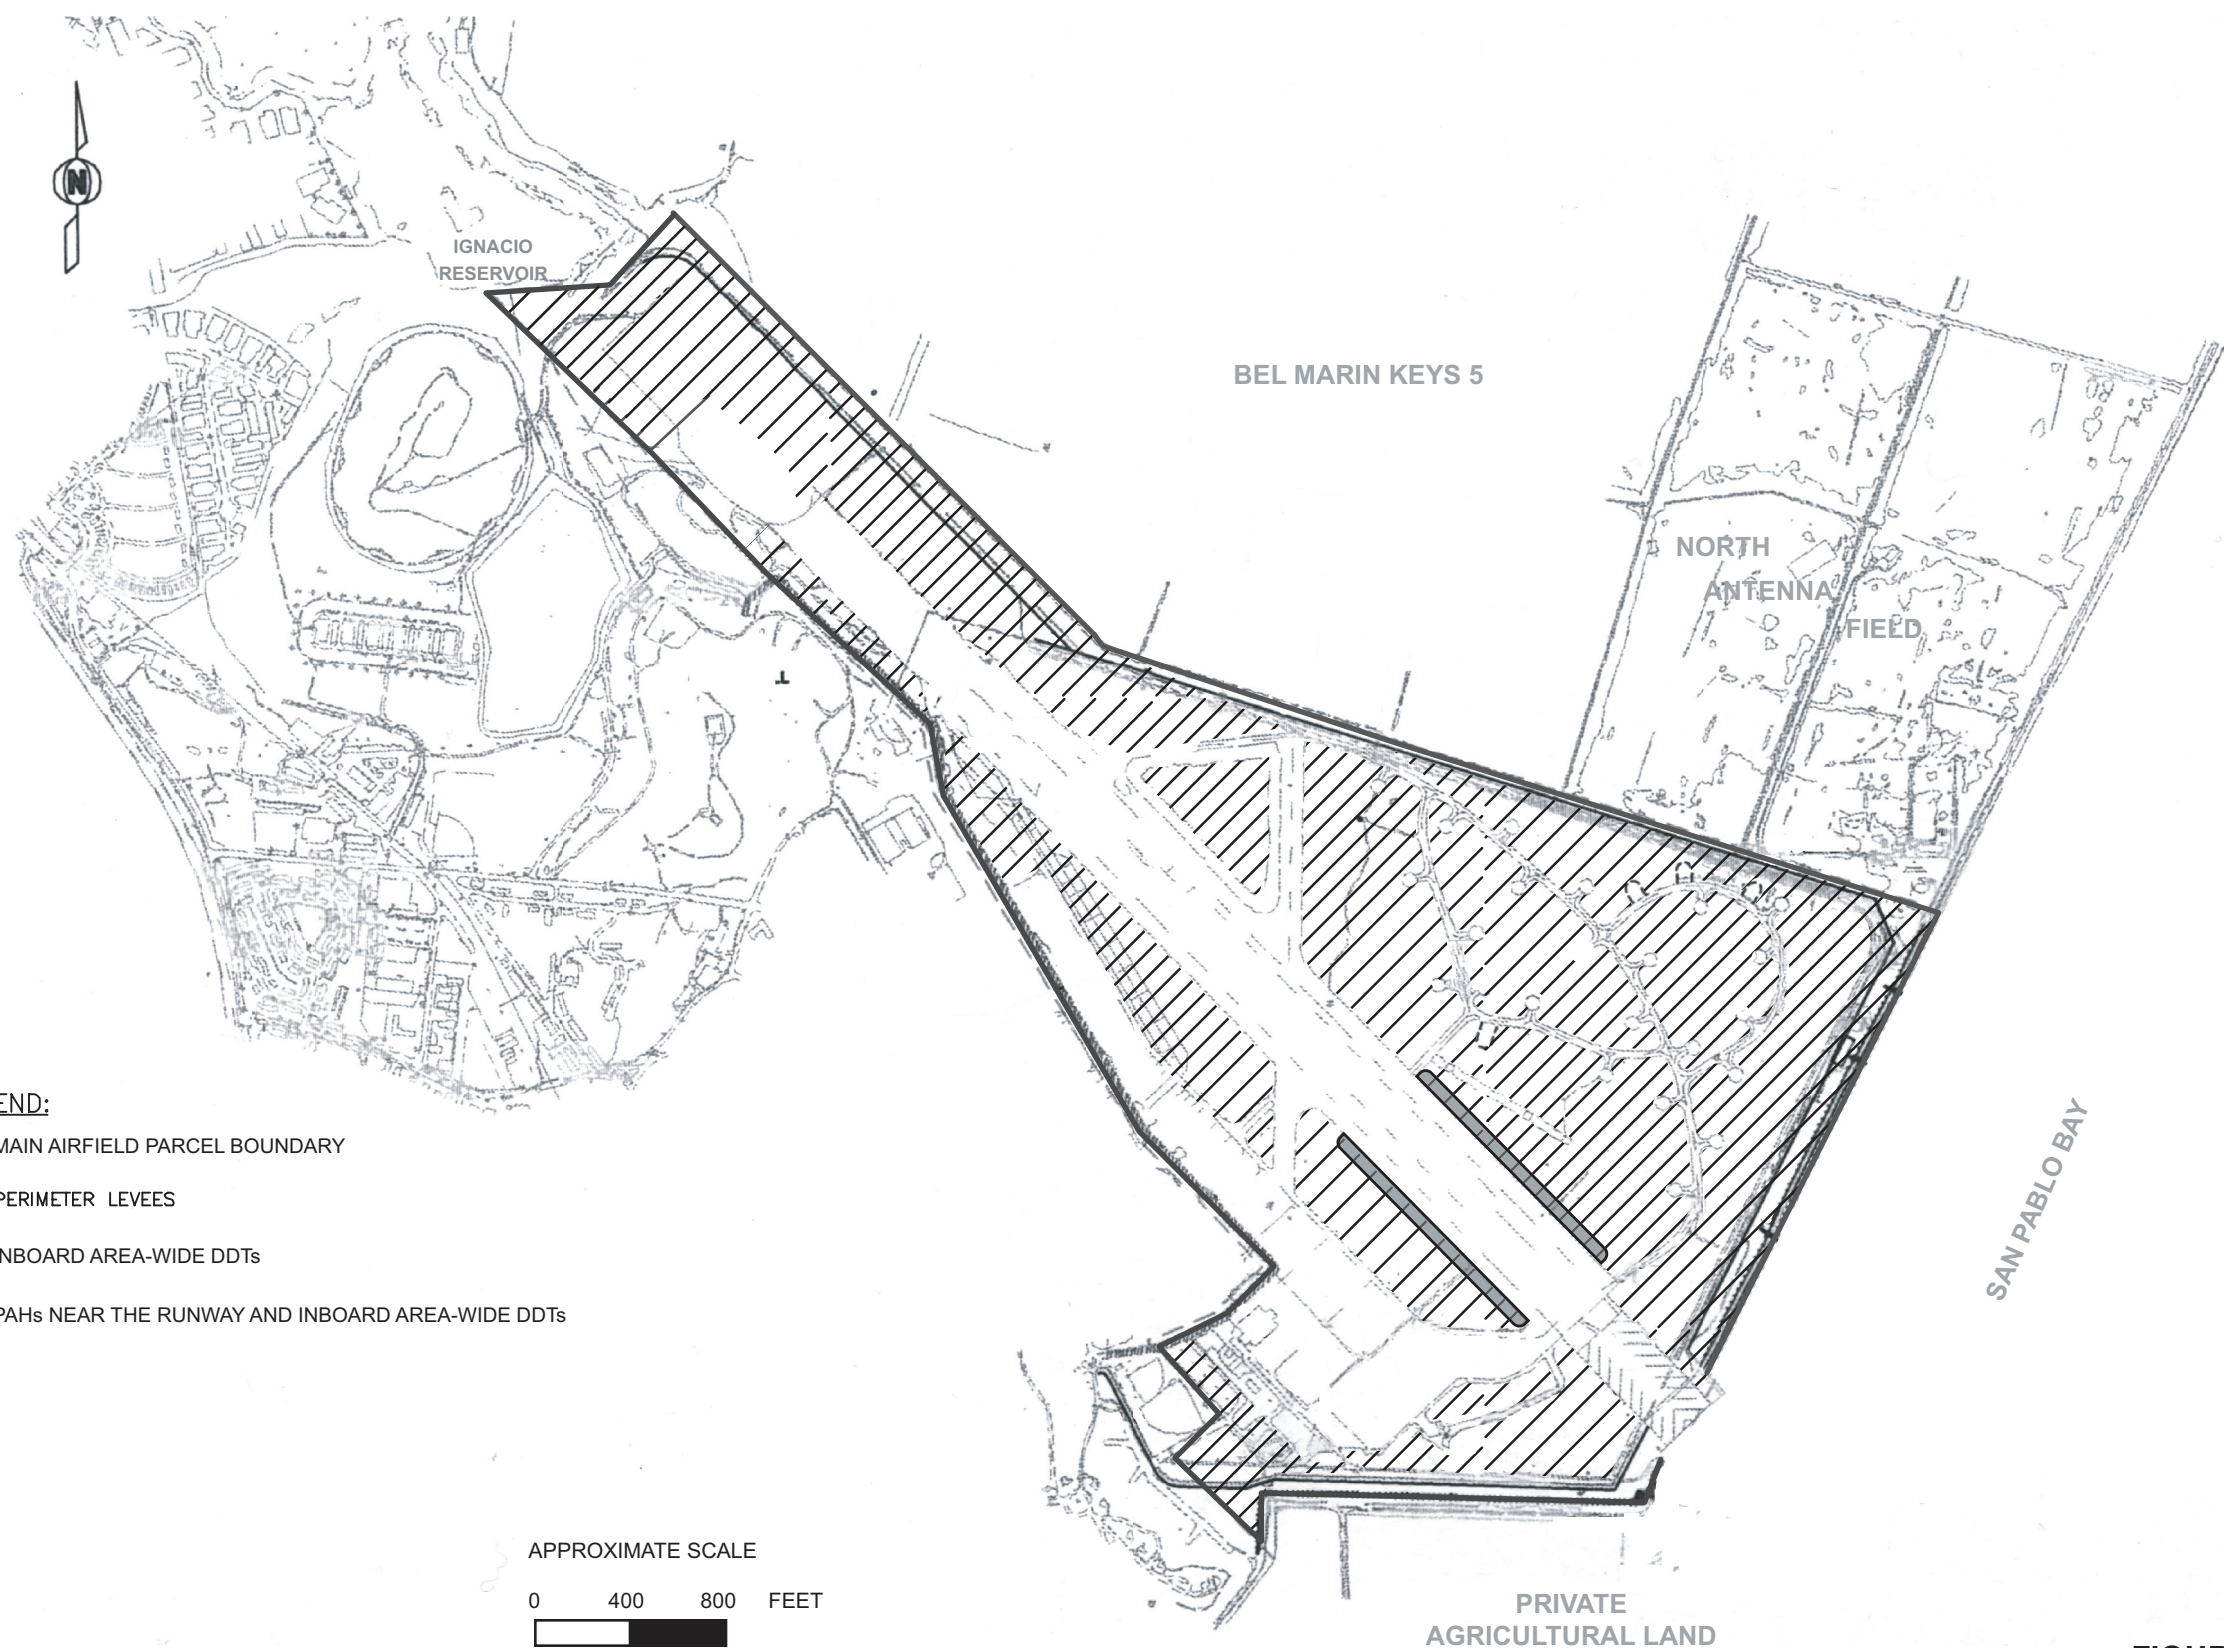 N
IGNACIO
RESERVOIR
BEL MARIN KEYS 5
NORTH
ANTENNA
FIELD
SAN PABLO BAY
END:
MAIN AIRFIELD PARCEL BOUNDARY
PERIMETER LEVEES
INBOARD AREA-WIDE DDTs
PAHs NEAR THE RUNWAY AND INBOARD AREA-WIDE DDTs
APPROXIMATE SCALE
0 400 800 FEET
PRIVATE
AGRICULTURAL LAND